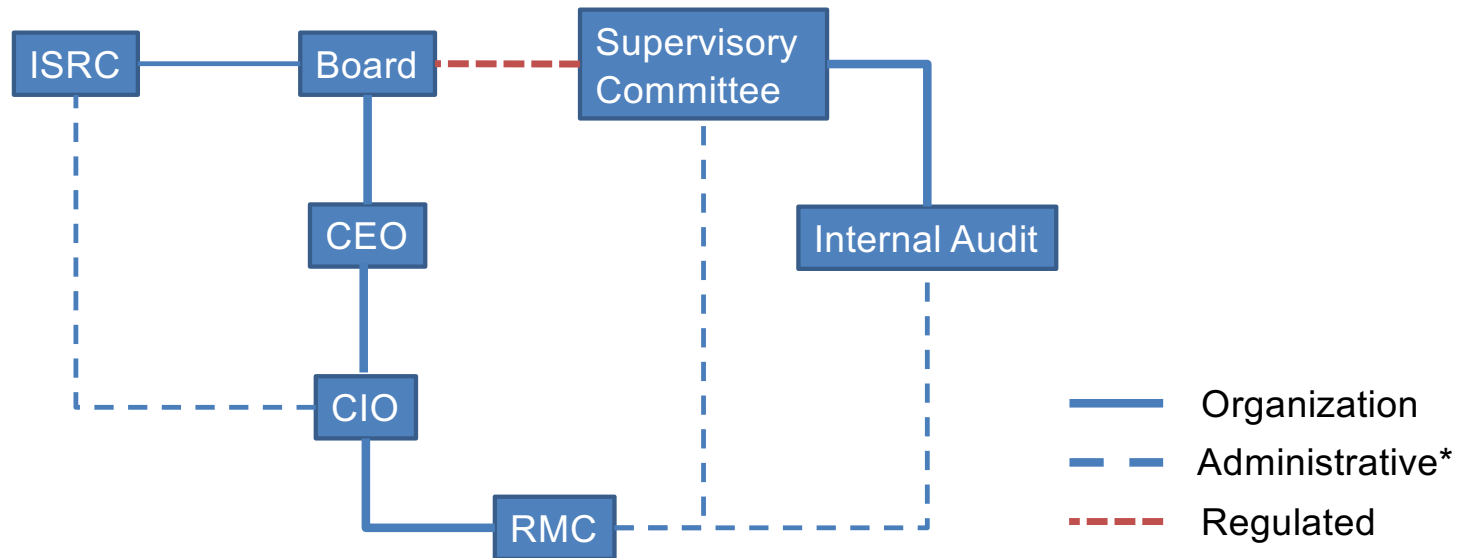 ISRC
Board
Supervisory
Committee
CEO
Internal Audit
CIO
RMC
Organization
Administrative*
Regulated